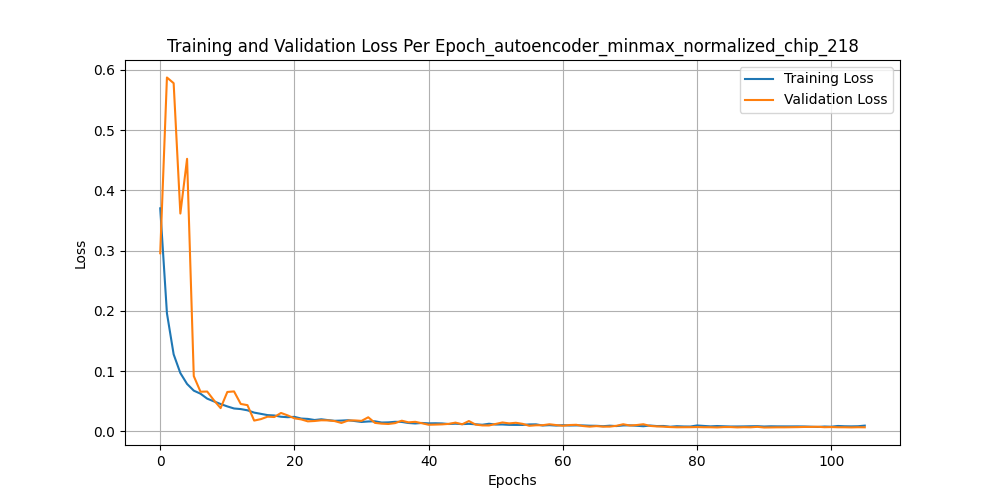 Training and Validation Loss Per Epoch_autoencoder_minmax_normalized_chip_218
Training Loss
Validation Loss
0.6
0.5
0.4
0.3
0.2
0.1
0.0
Loss
0 20 40 60 80 100
Epochs